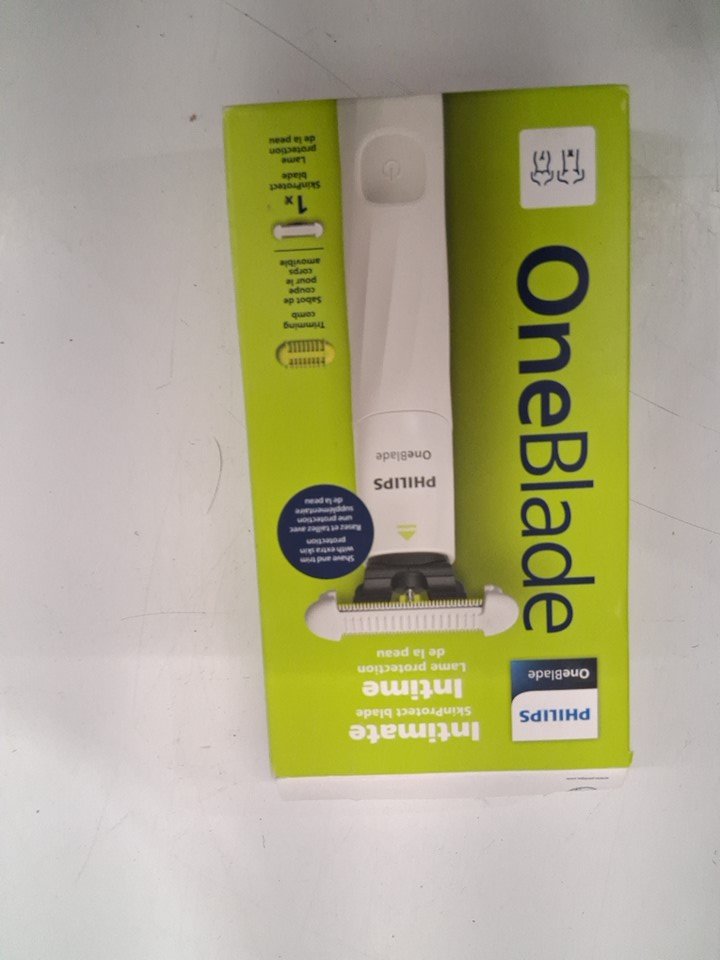 PHILIPS
OneBlade
OneBlade
Intimate
SkinProtect blade
Intime
Lame protection
de la peau
Shave and trim
with extra skin
protection
Rasez et taillez avec
une protection
supplémentaire
de la peau
PHILIPS
OneBlade
Trimming
comb
Sabot de
coupe
pour le
corps
amovible
1x
SkinProtect
blade
Lame
protection
de la peau